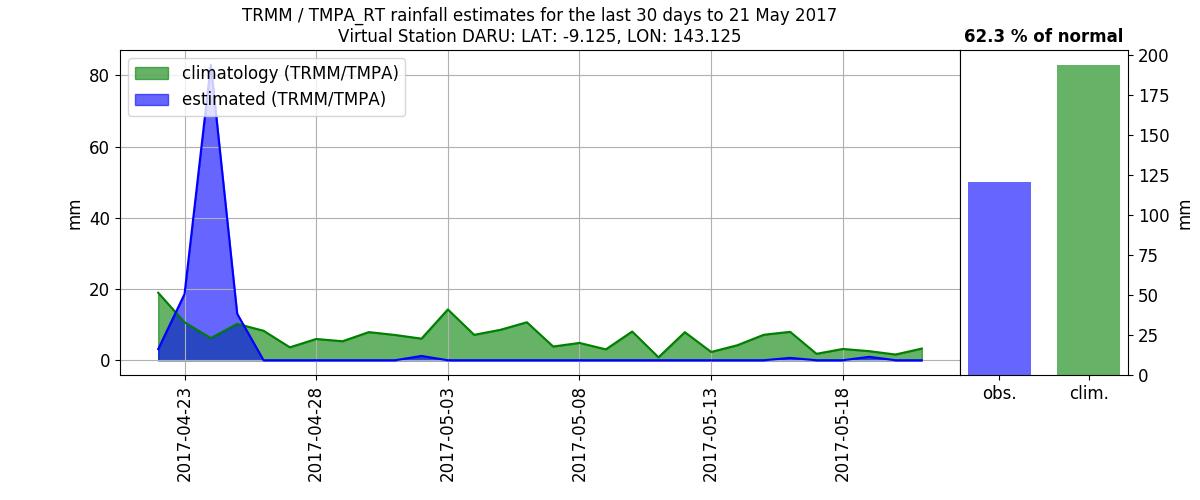 TRMM / TMPA_RT rainfall estimates for the last 30 days to 21 May 2017
Virtual Station DARU: LAT: -9.125, LON: 143.125
62.3 % of normal
climatology (TRMM/TMPA)
estimated (TRMM/TMPA)
mm
80
60
40
20
0
2017-04-23
2017-04-28
2017-05-03
2017-05-08
2017-05-13
2017-05-18
200
175
150
125
100
75
50
25
0
mm
obs.
clim.